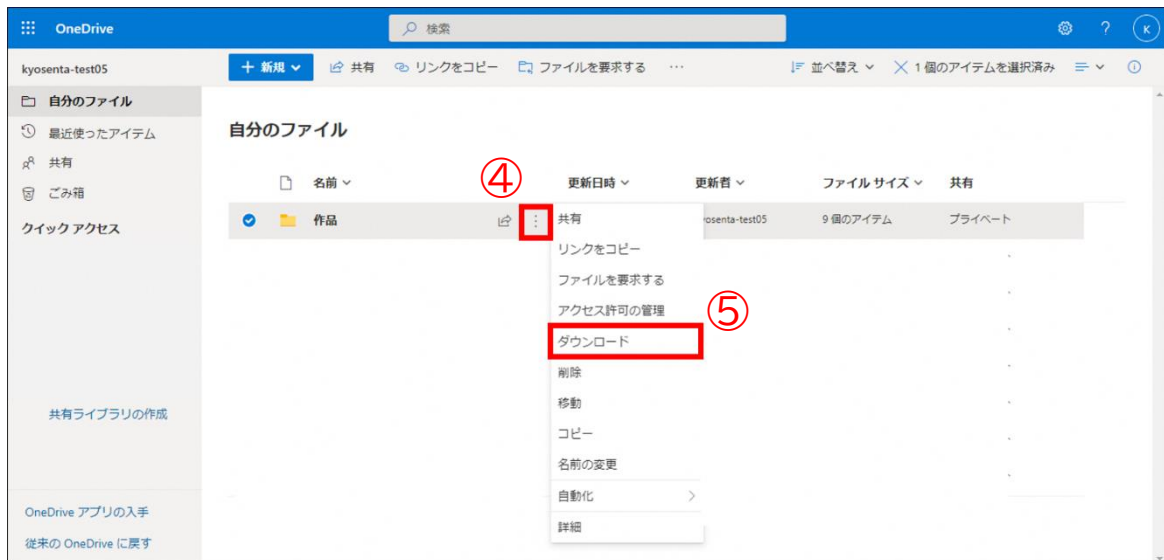 OneDrive
検索
?
K
kyosenta-test05
+ 新規
共有
リンクをコピー
ファイルを要求する
…
並べ替え
1 個のアイテムを選択済み
自分のファイル
最近使ったアイテム
共有
ごみ箱
クイック アクセス
共有ライブラリの作成
OneDrive アプリの入手
従来の OneDrive に戻す
自分のファイル
④
名前
更新日時
更新者
ファイル サイズ
共有
作品
yosenta-test05
9 個のアイテム
プライベート
共有
リンクをコピー
ファイルを要求する
アクセス許可の管理
⑤
ダウンロード
削除
移動
コピー
名前の変更
自動化
詳細